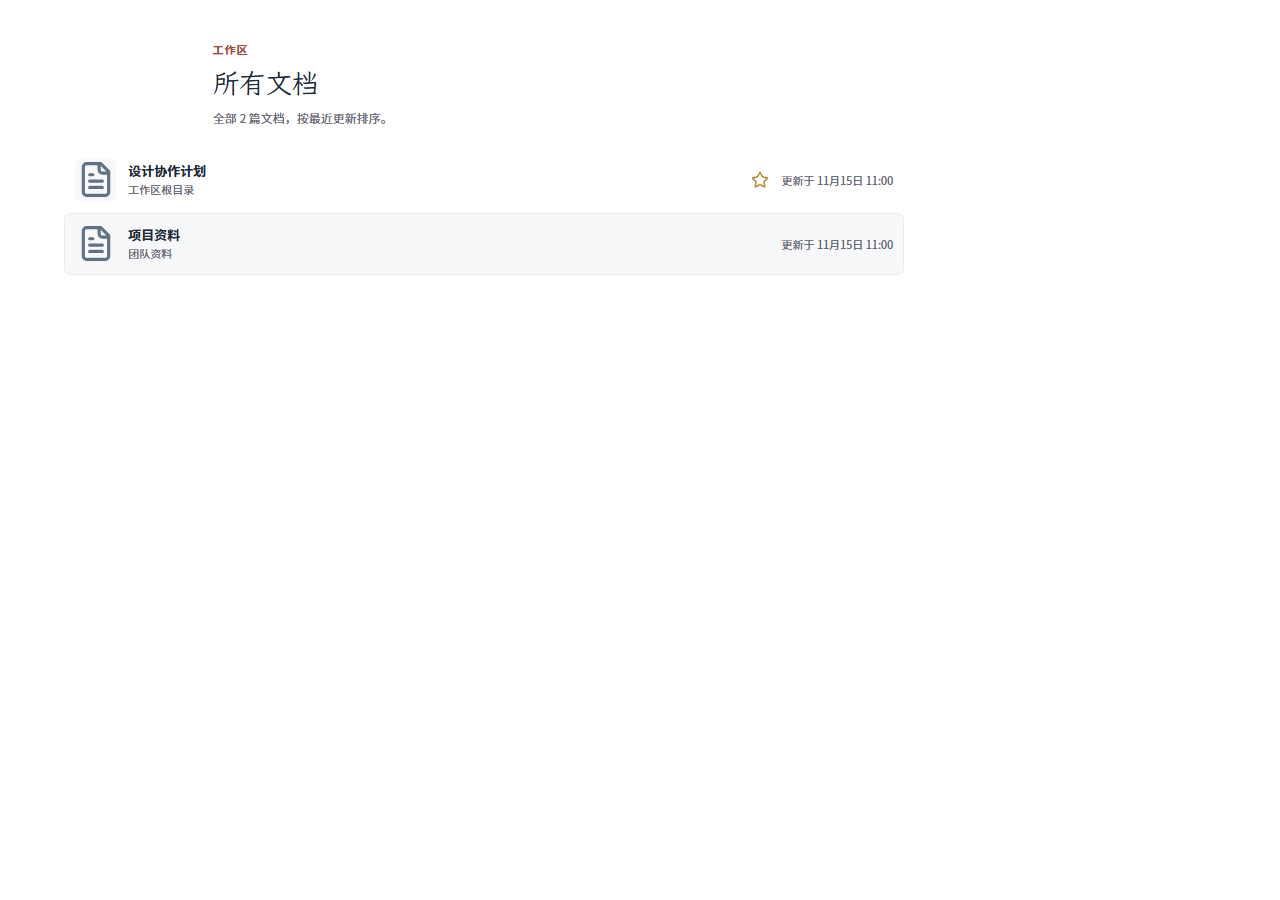 工作区
所有文档
全部 2 篇文档，按最近更新排序。
设计协作计划
工作区根目录
更新于 11月15日 11:00
项目资料
团队资料
更新于 11月15日 11:00